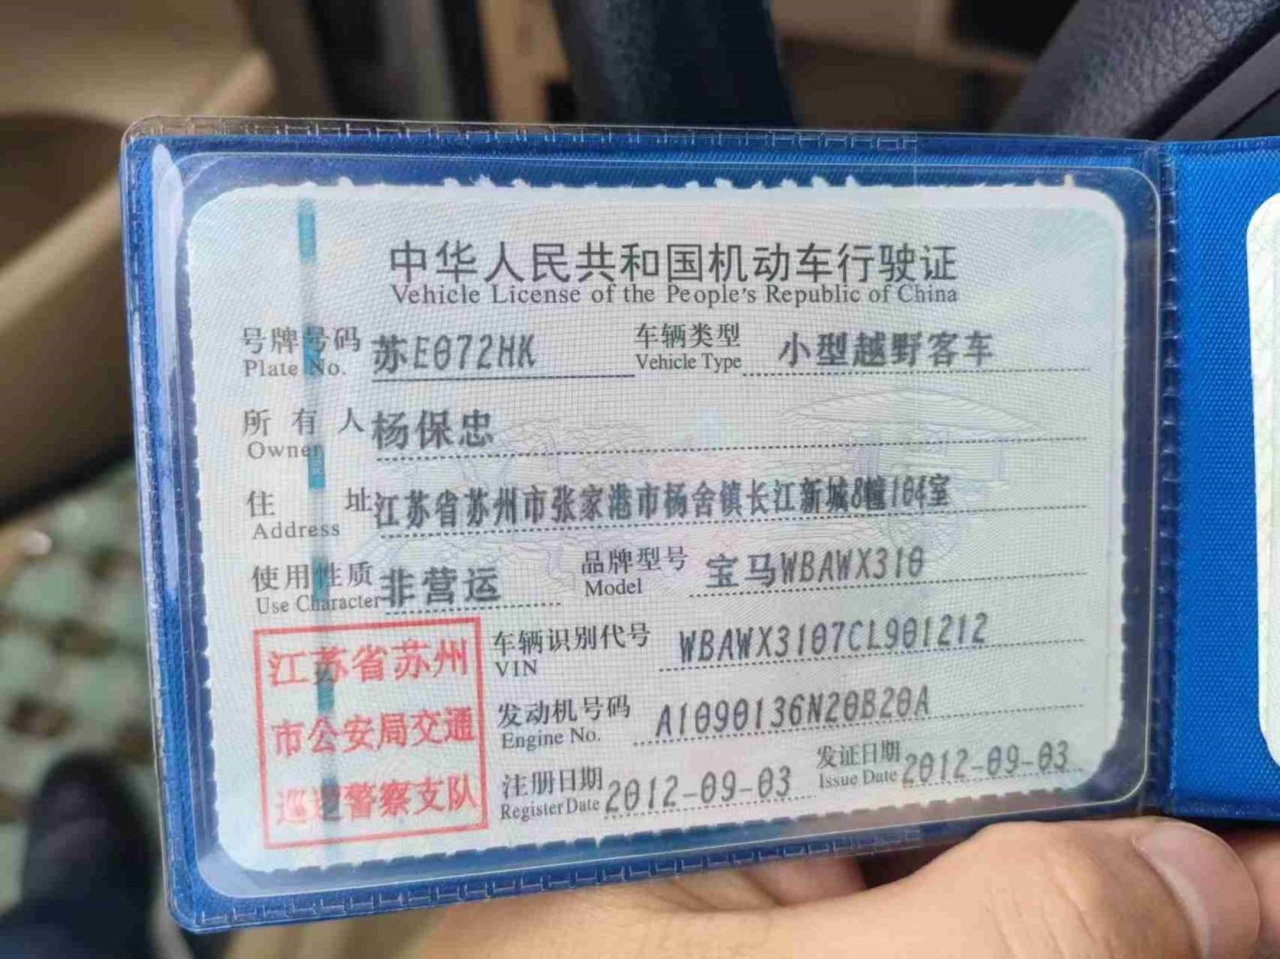 中华人民共和国机动车行驶证
Vehicle License of the People's Republic of China
号牌号码 苏E072HK 车辆类型 小型越野客车
Plate No. Vehicle Type
所有人 杨保忠
Owner
住址 江苏省苏州市张家港市杨舍镇长江新城8幢104室
Address
使用性质 非营运 品牌型号 宝马WBAWX310
Use Character Model
车辆识别代号 WBAWX3107CL901212
VIN
发动机号码 A1090136N20B20A
Engine No.
注册日期 2012-09-03 发证日期 2012-09-03
Register Date Issue Date
江苏省苏州
市公安局交通
巡逻警察支队